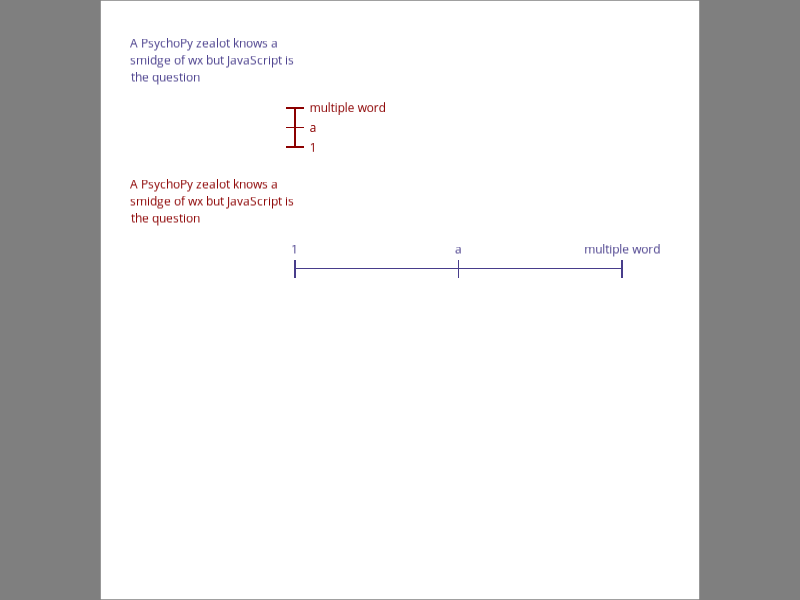 A PsychoPy zealot knows a
smidge of wx but JavaScript is
the question
multiple word
a
1
A PsychoPy zealot knows a
smidge of wx but JavaScript is
the question
1 a multiple word